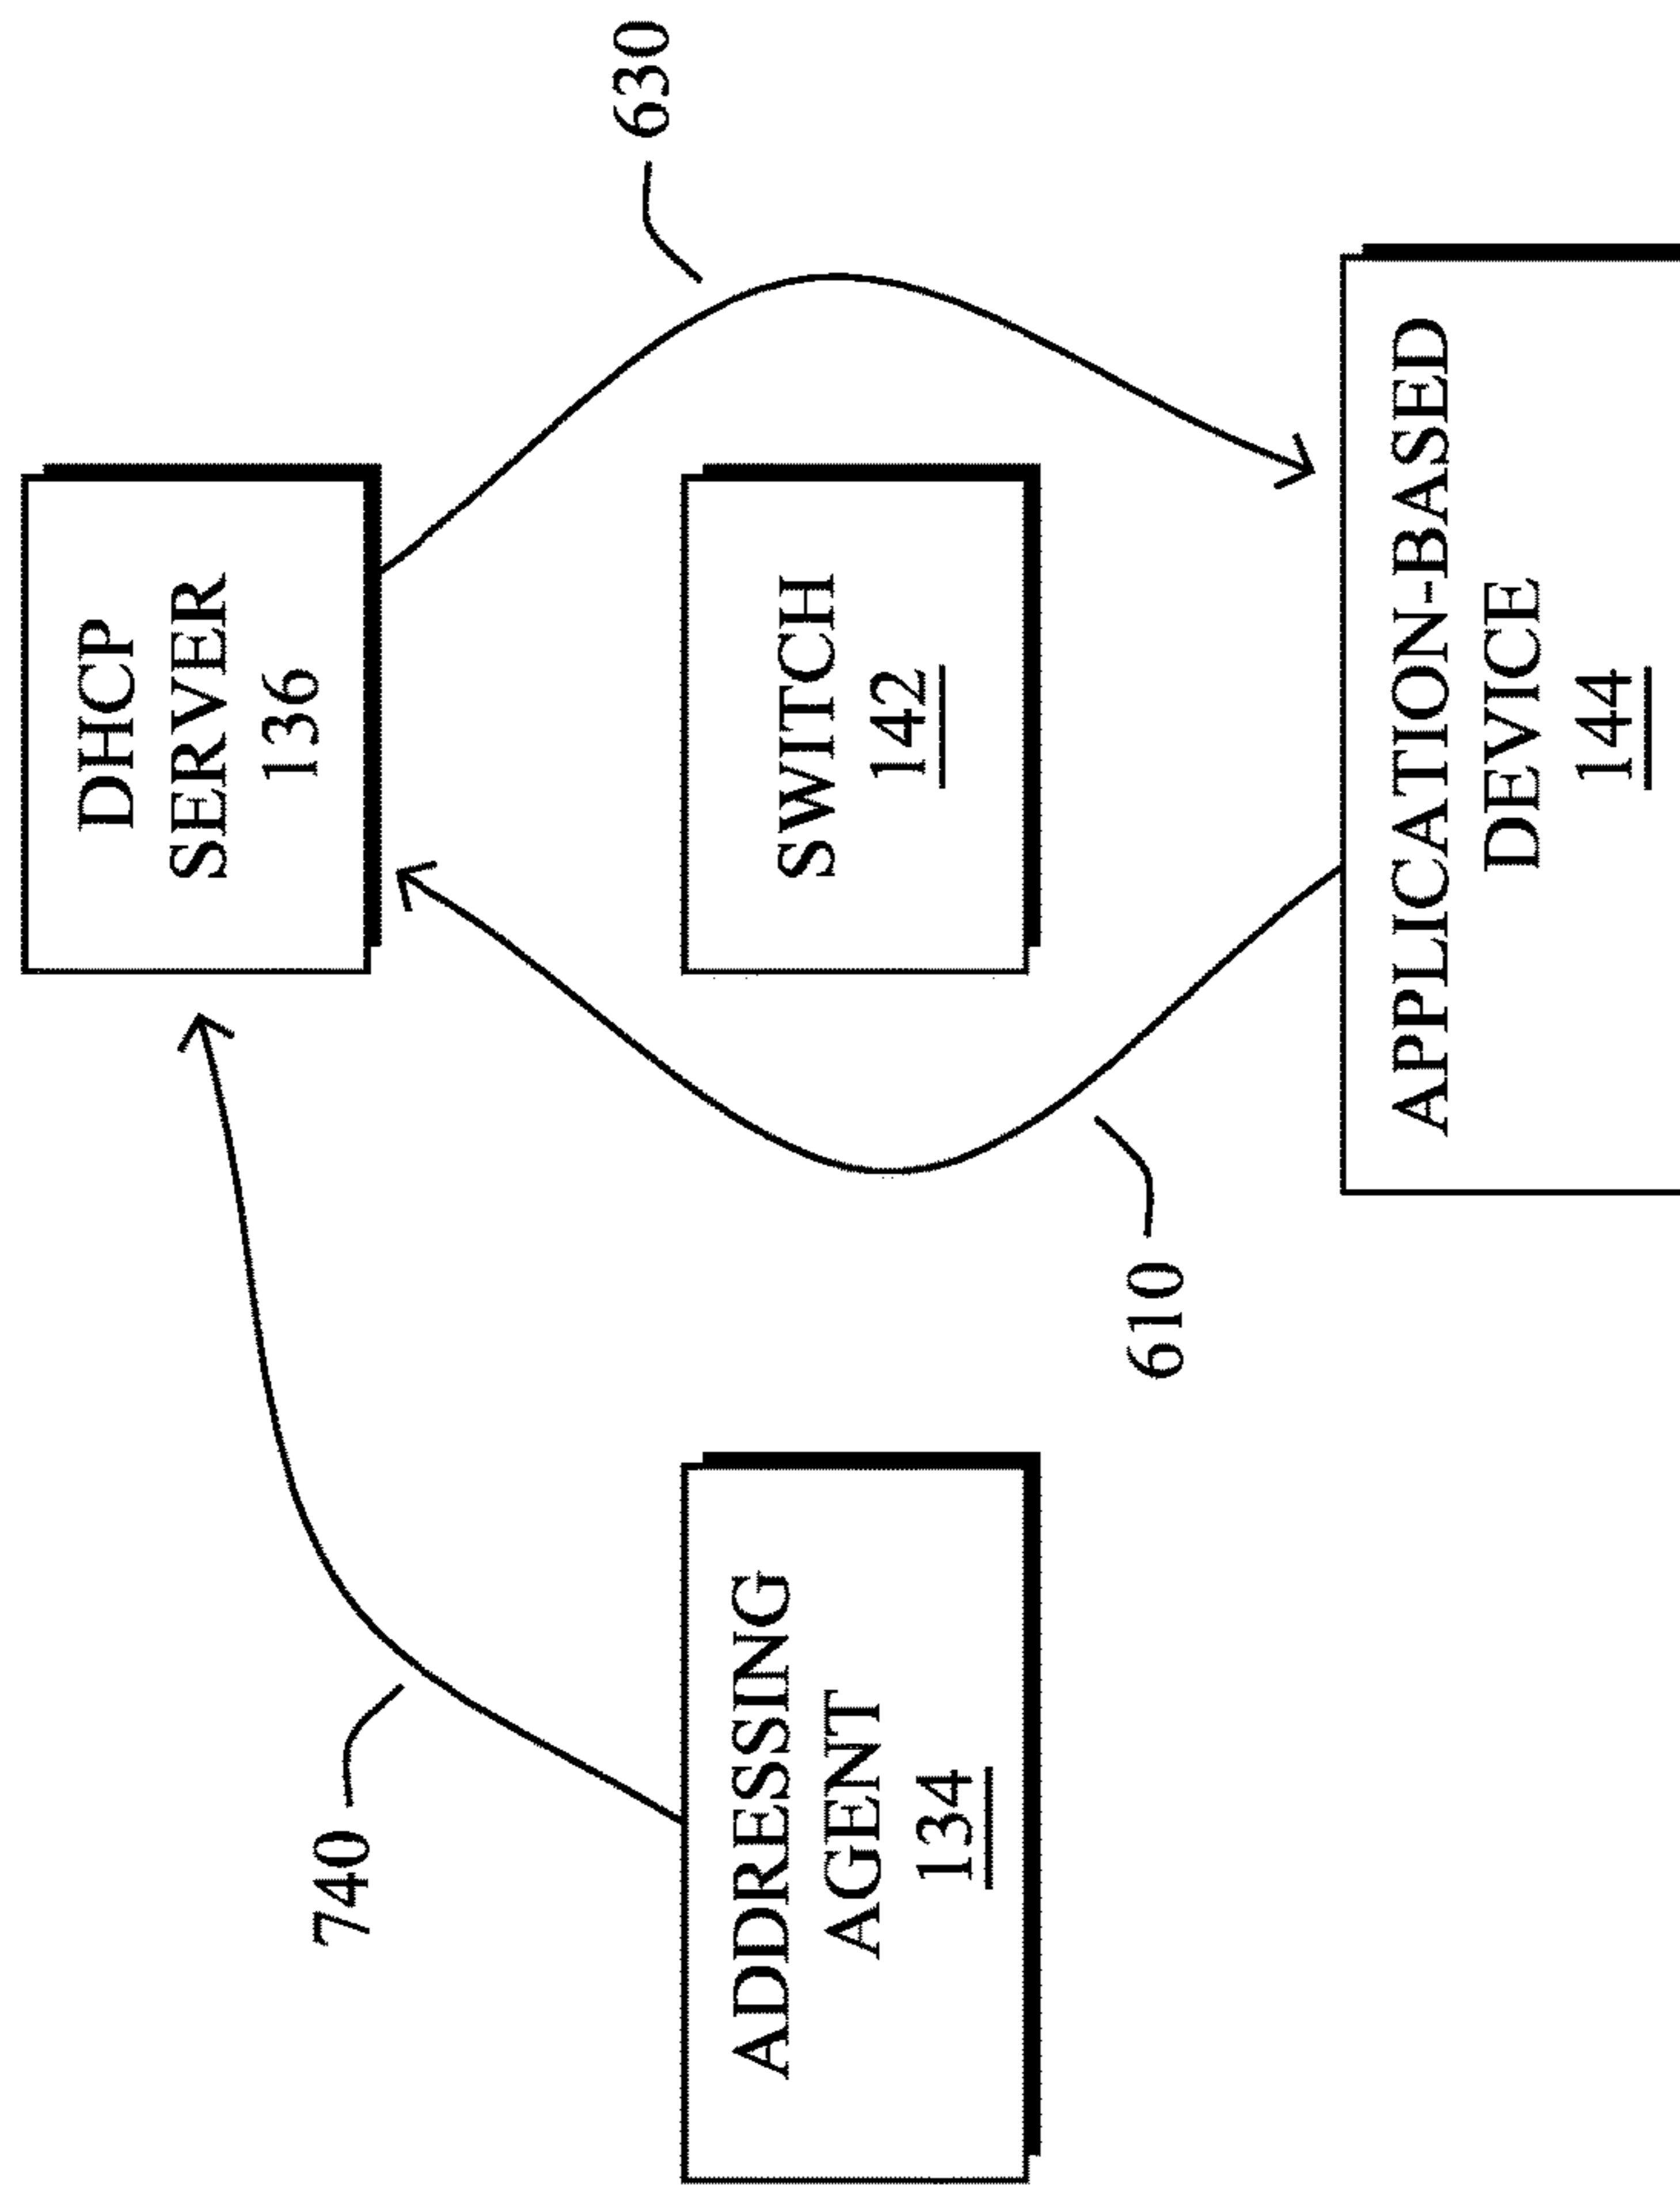 DHCP
SERVER
136
740
630
ADDRESSING
AGENT
134
SWITCH
142
610
APPLICATION-BASED
DEVICE
144